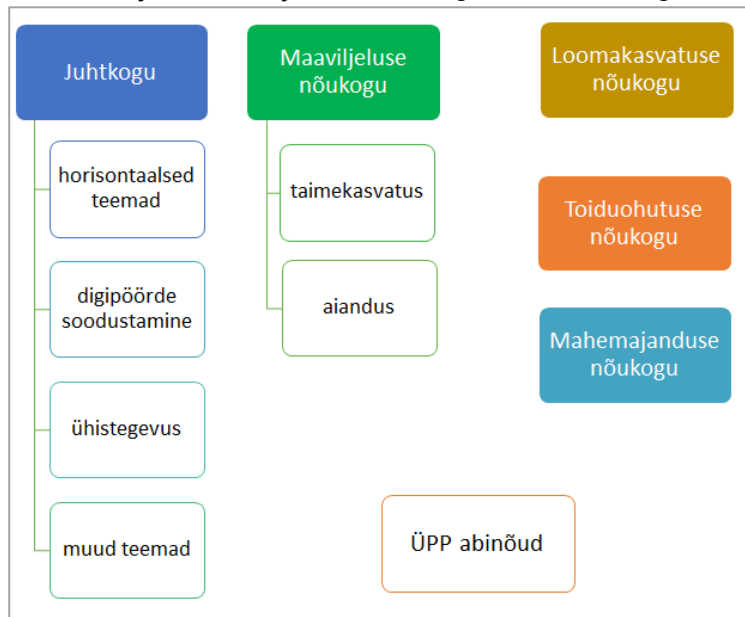 Juhtkogu
horisontaalsed
teemad
digipöörde
soodustamine
ühistegevus
muud teemad
Maaviljeluse
nõukogu
taimekasvatus
aiandus
Loomakasvatuse
nõukogu
Toiduohutuse
nõukogu
Mahemajanduse
nõukogu
ÜPP abinõud